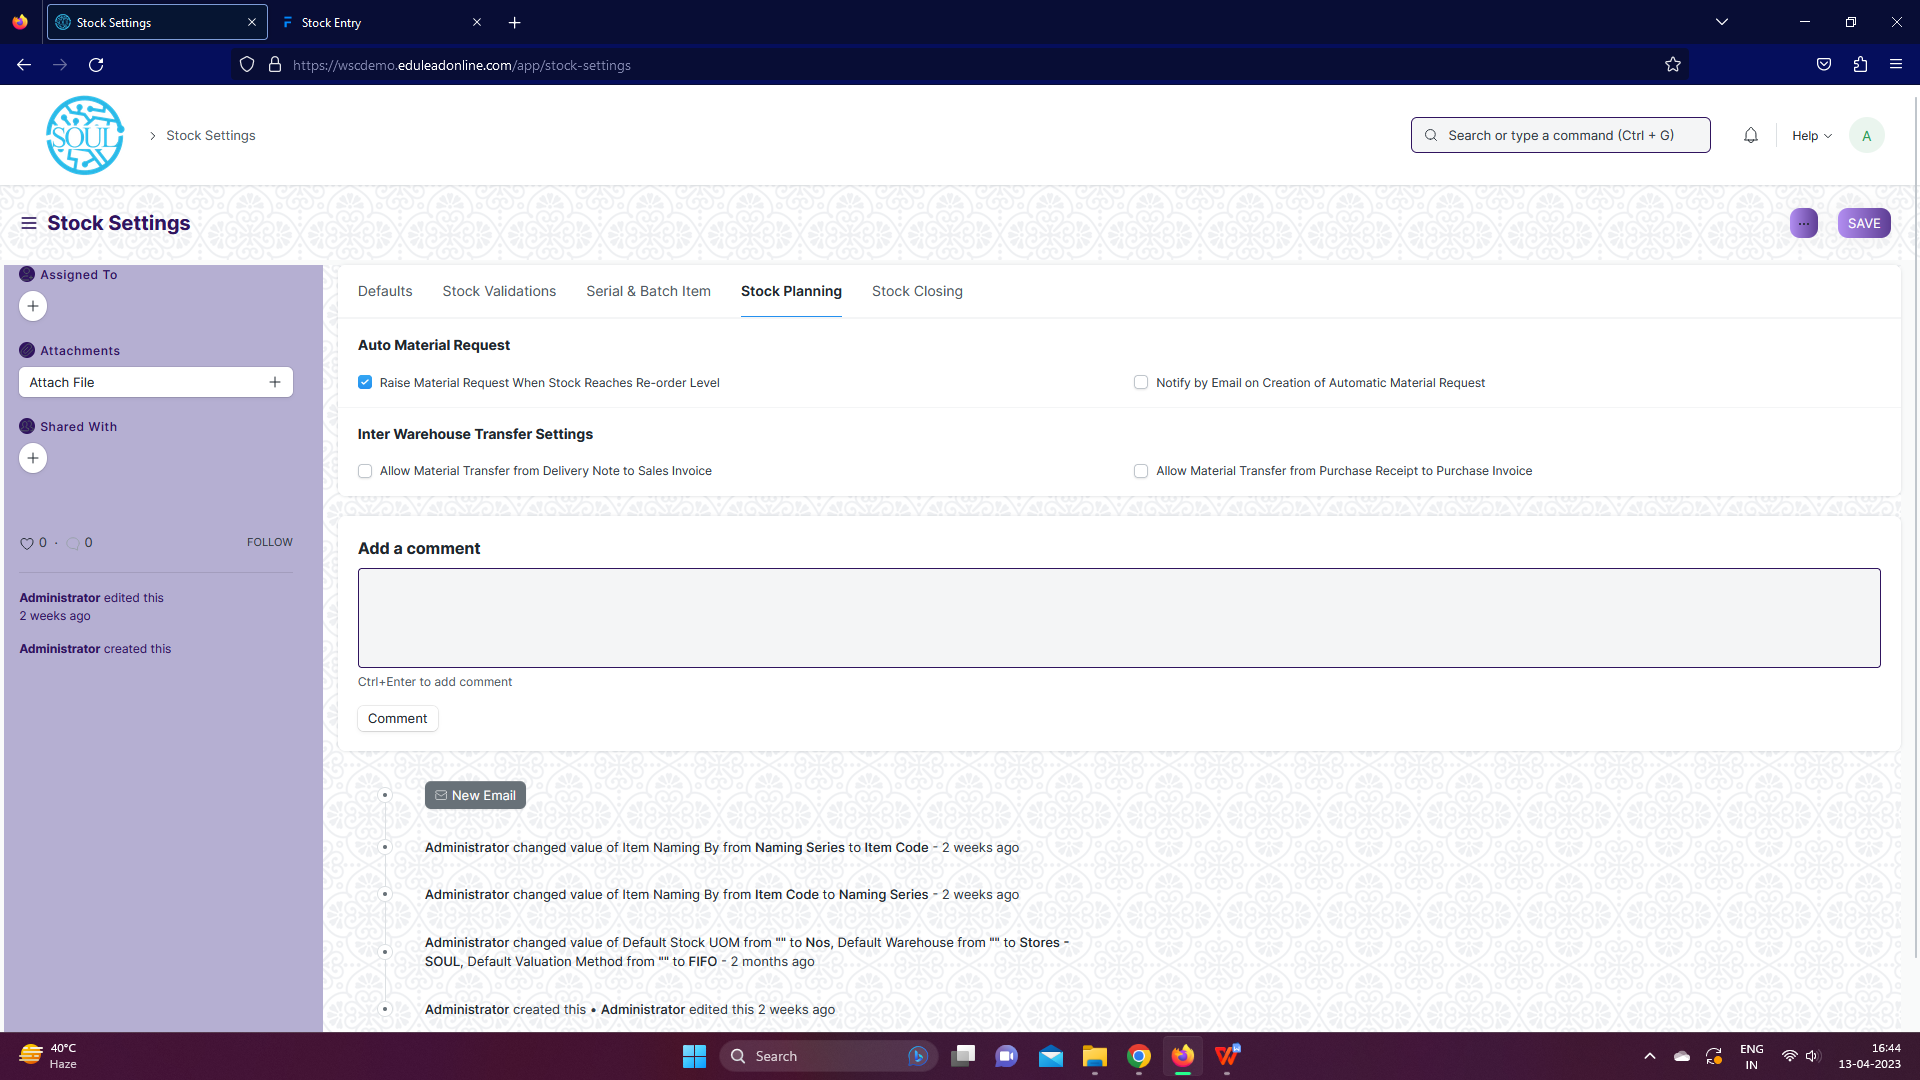 Stock Settings
Stock Entry
https://wscdemo.eduleadonline.com/app/stock-settings
SOUL
Stock Settings
Search or type a command (Ctrl + G)
Help
A
Stock Settings
...
SAVE
Assigned To
Attachments
Attach File
Shared With
0 · 0
FOLLOW
Administrator edited this
2 weeks ago
Administrator created this
Defaults
Stock Validations
Serial & Batch Item
Stock Planning
Stock Closing
Auto Material Request
Raise Material Request When Stock Reaches Re-order Level
Notify by Email on Creation of Automatic Material Request
Inter Warehouse Transfer Settings
Allow Material Transfer from Delivery Note to Sales Invoice
Allow Material Transfer from Purchase Receipt to Purchase Invoice
Add a comment
Ctrl+Enter to add comment
Comment
New Email
Administrator changed value of Item Naming By from Naming Series to Item Code - 2 weeks ago
Administrator changed value of Item Naming By from Item Code to Naming Series - 2 weeks ago
Administrator changed value of Default Stock UOM from "" to Nos, Default Warehouse from "" to Stores -
SOUL, Default Valuation Method from "" to FIFO - 2 months ago
Administrator created this • Administrator edited this 2 weeks ago
40°C
Haze
Search
ENG
IN
16:44
13-04-2023